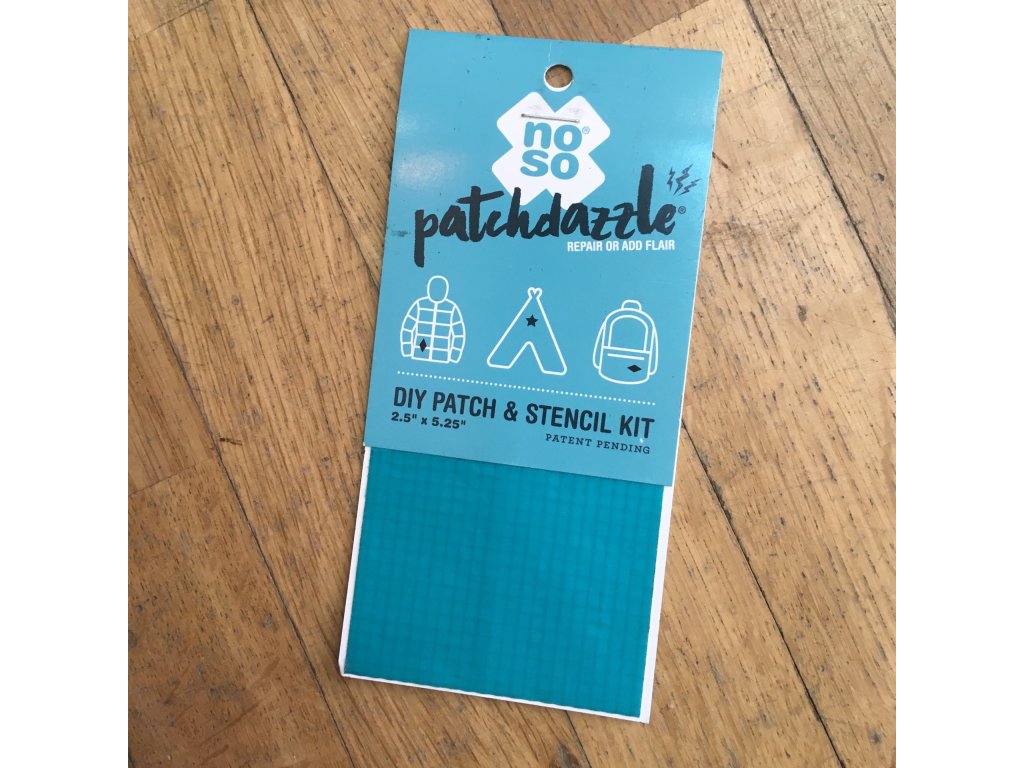 no®
so
patchdazzle®
REPAIR OR ADD FLAIR
DIY PATCH & STENCIL KIT
2.5" x 5.25"
PATENT PENDING